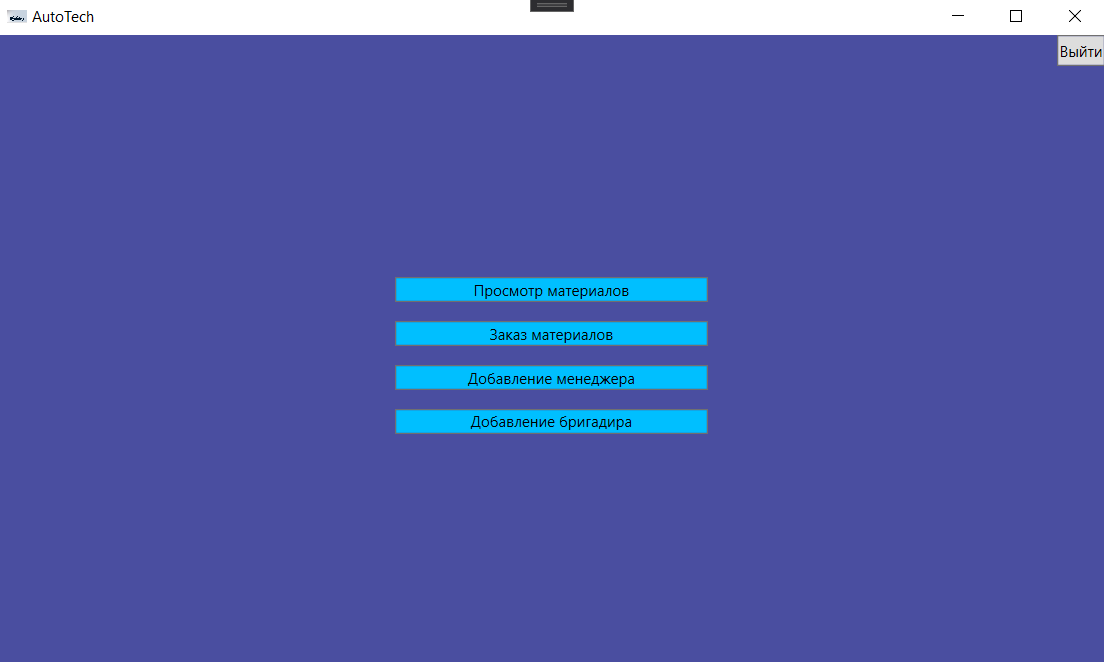 AutoTech
Выйти
Просмотр материалов
Заказ материалов
Добавление менеджера
Добавление бригадира